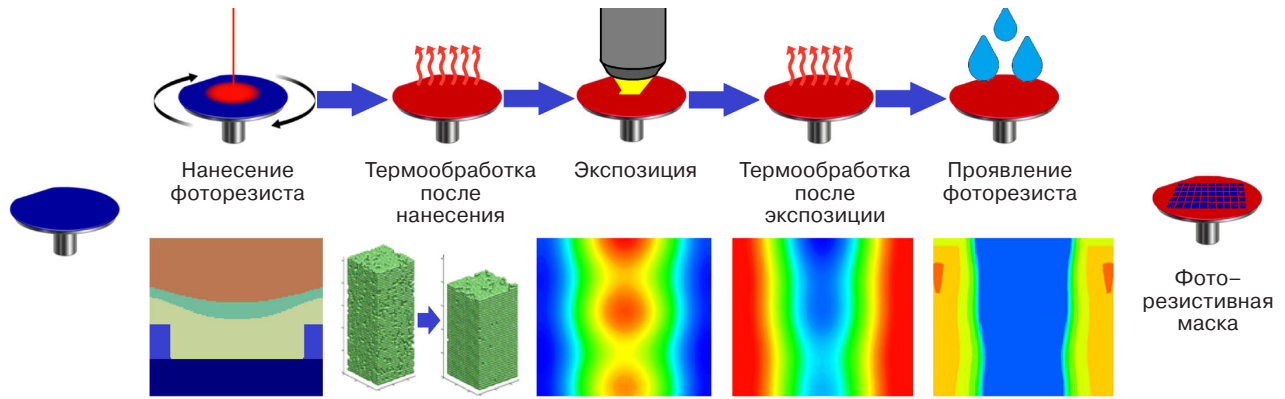 Нанесение
фоторезиста
Термообработка
после
нанесения
Экспозиция
Термообработка
после
экспозиции
Проявление
фоторезиста
Фото–
резистивная
маска